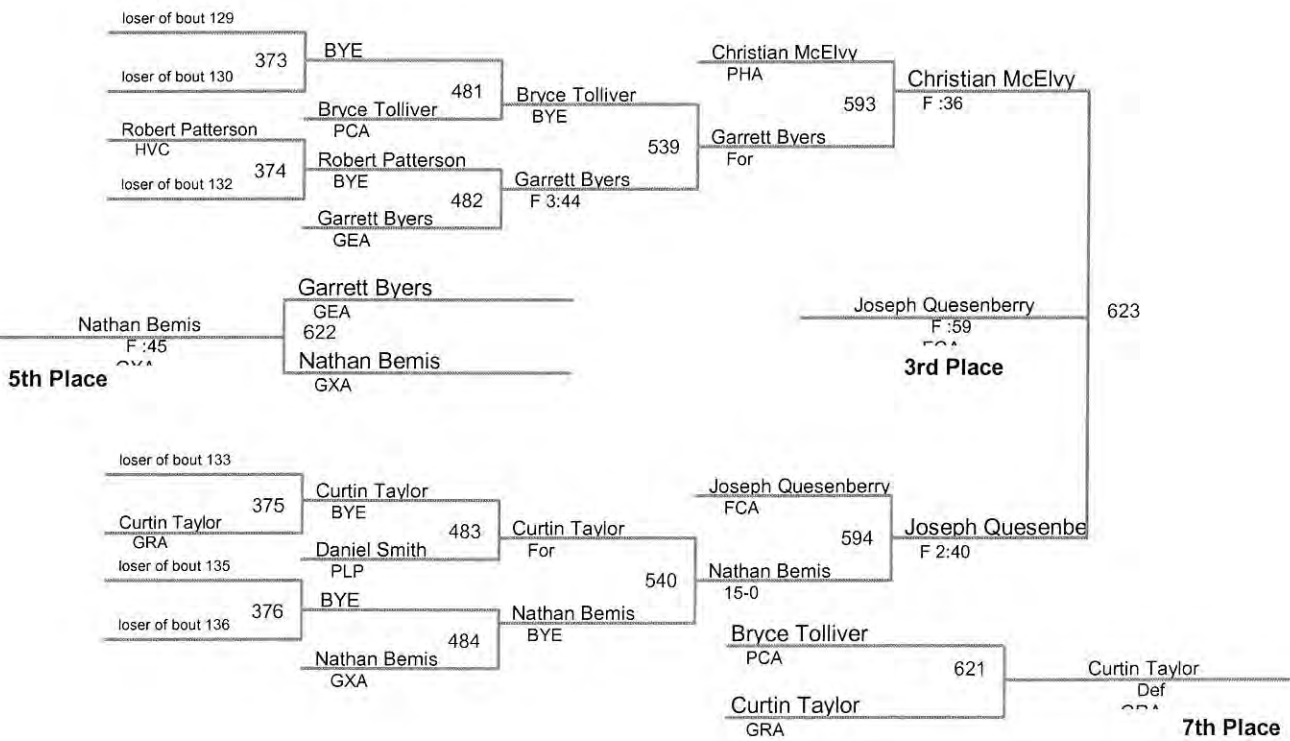 loser of bout 129
373
loser of bout 130
BYE
481
Bryce Tolliver
PCA
Robert Patterson
HVC
374
loser of bout 132
Robert Patterson
BYE
482
Garrett Byers
GEA
Bryce Tolliver
BYE
539
Garrett Byers
F 3:44
Christian McElvy
PHA
593
Garrett Byers
For
Christian McElvy
F :36
623
Garrett Byers
GEA
622
Nathan Bemis
GXA
Nathan Bemis
F :45
5th Place
Joseph Quesenberry
F :59
3rd Place
loser of bout 133
375
Curtin Taylor
GRA
Curtin Taylor
BYE
483
Daniel Smith
PLP
loser of bout 135
376
loser of bout 136
BYE
484
Nathan Bemis
GXA
Curtin Taylor
For
540
Nathan Bemis
BYE
Joseph Quesenberry
FCA
594
Nathan Bemis
15-0
Joseph Quesenbe
F 2:40
Bryce Tolliver
PCA
621
Curtin Taylor
GRA
Curtin Taylor
Def
7th Place